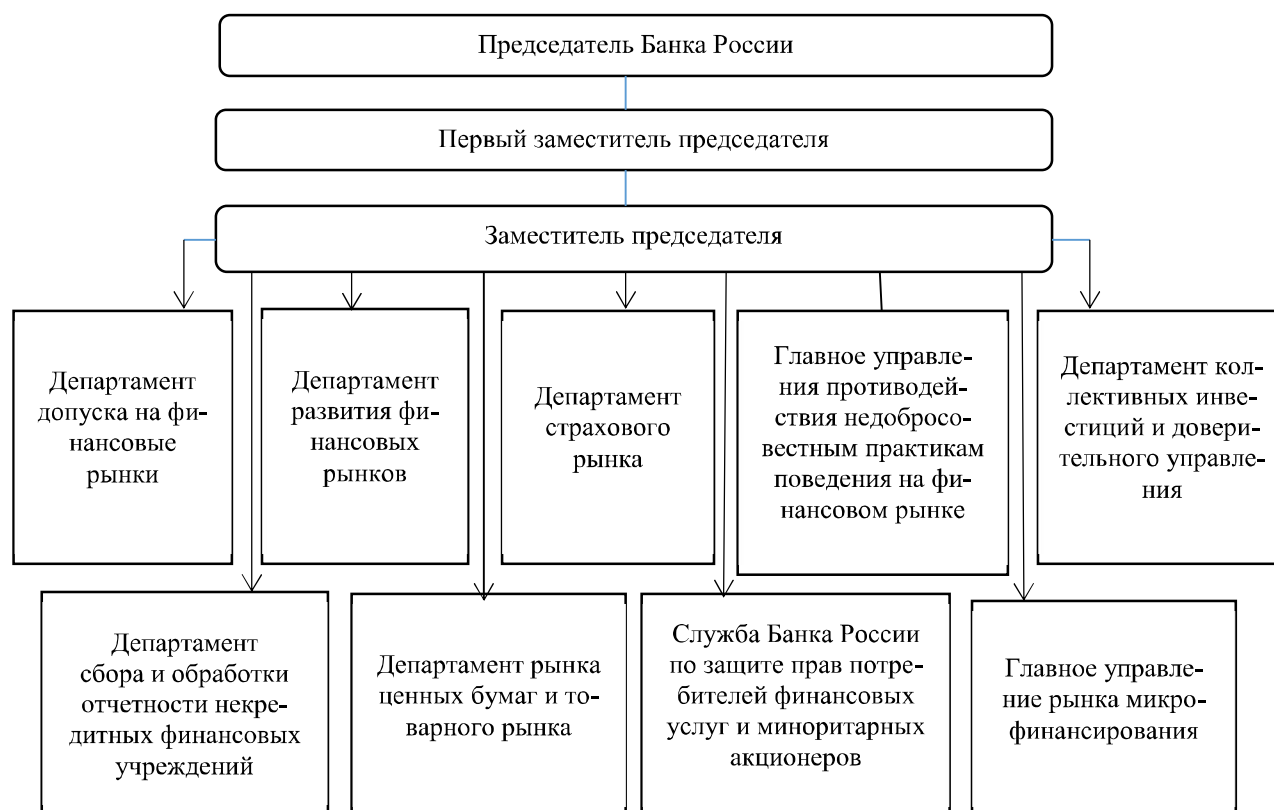 Председатель Банка России
Первый заместитель председателя
Заместитель председателя
Департамент
допуска на фи-
нансовые
рынки
Департамент
развития фи-
нансовых
рынков
Департамент
страхового
рынка
Главное управле-
ния противодей-
ствия недобросо-
вестным практикам
поведения на фи-
нансовом рынке
Департамент кол-
лективных инве-
стиций и довери-
тельного управле-
ния
Департамент
сбора и обработки
отчетности некре-
дитных финансовых
учреждений
Департамент рынка
ценных бумаг и то-
варного рынка
Служба Банка России
по защите прав потре-
бителей финансовых
услуг и миноритарных
акционеров
Главное управле-
ние рынка микро-
финансирования